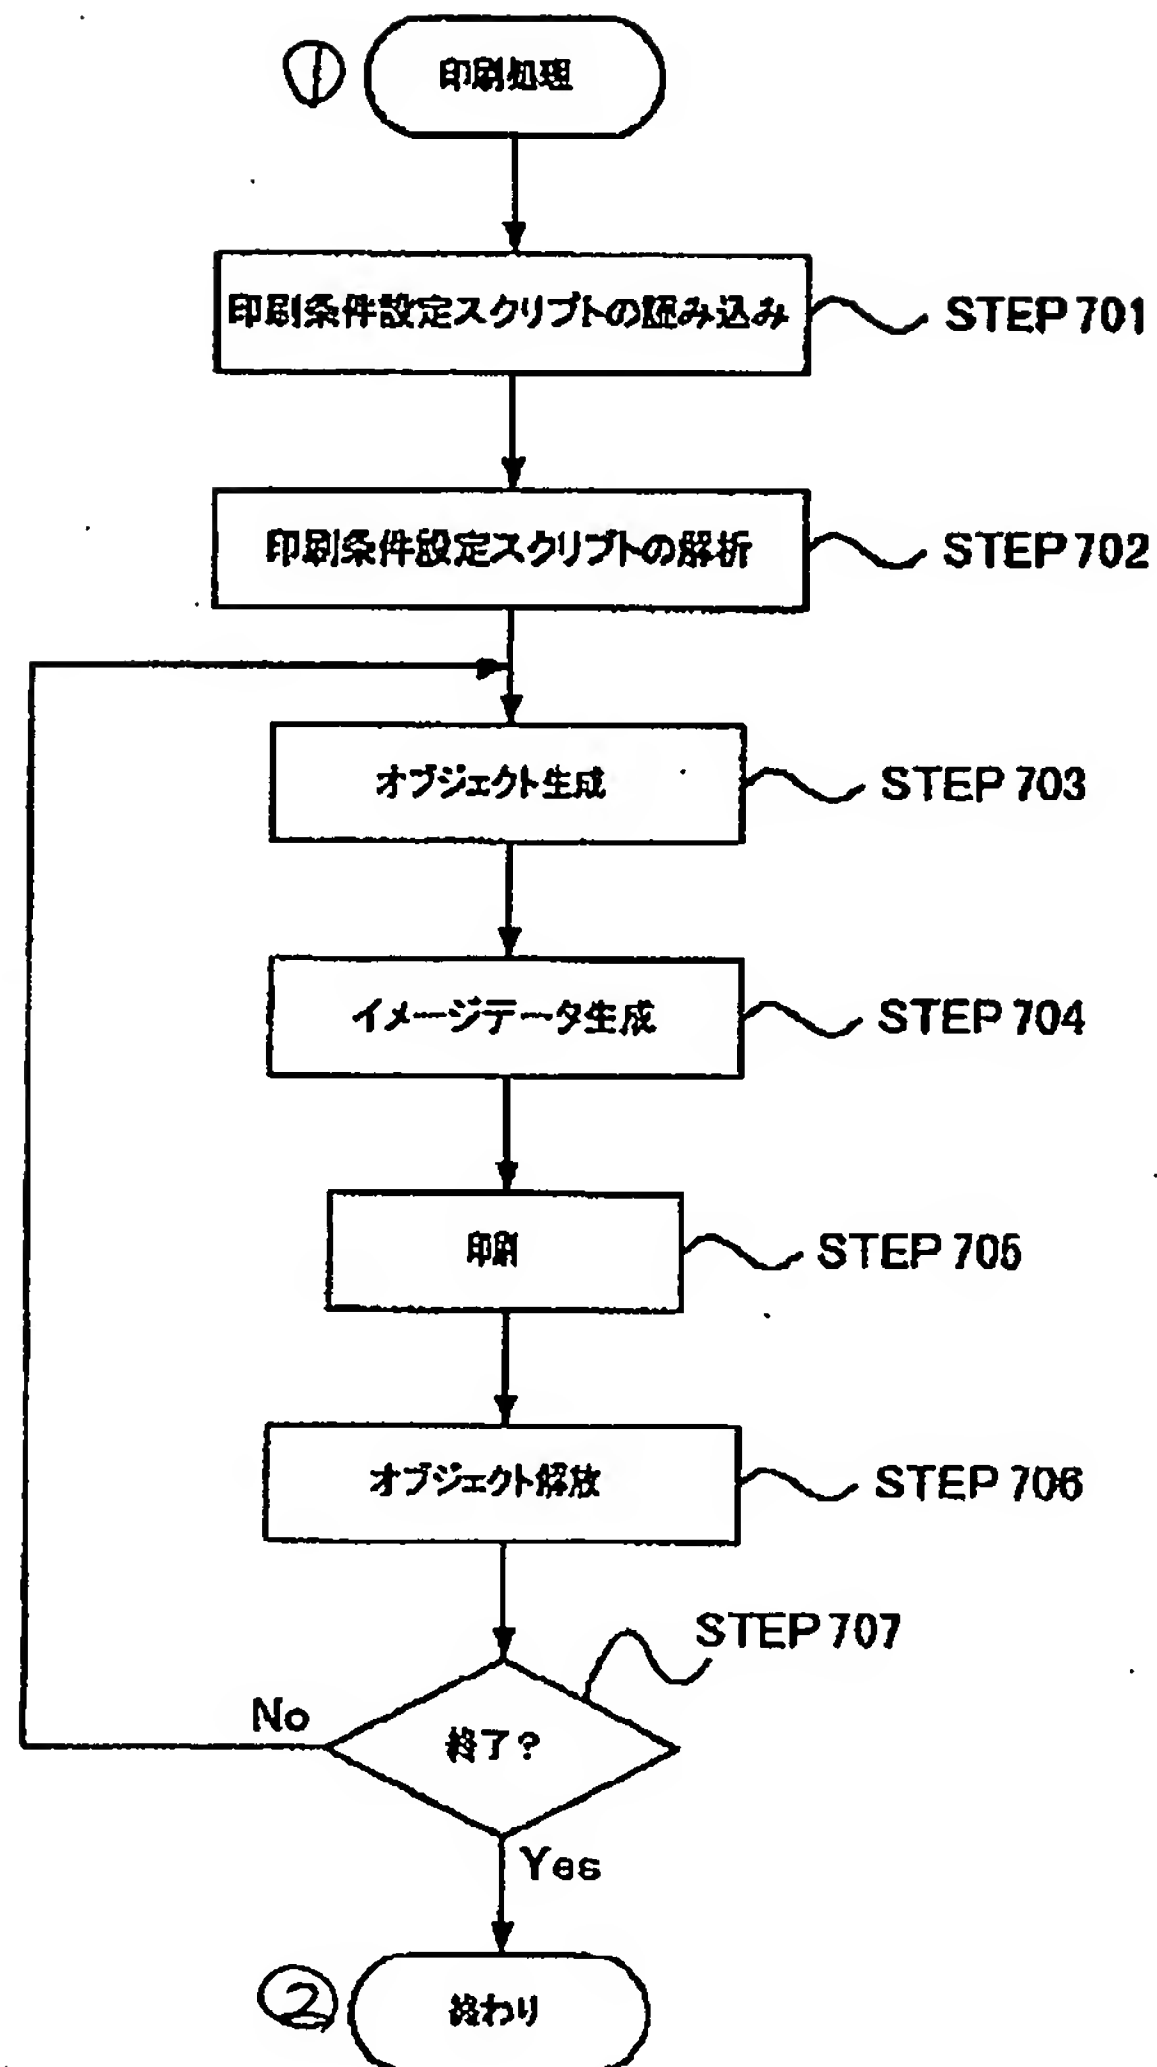 ① 印刷処理
印刷条件設定スクリプトの読み込み STEP 701
印刷条件設定スクリプトの解析 STEP 702
オブジェクト生成 STEP 703
イメージデータ生成 STEP 704
印刷 STEP 705
オブジェクト解放 STEP 706
STEP 707
No
終了?
Yes
② 終わり